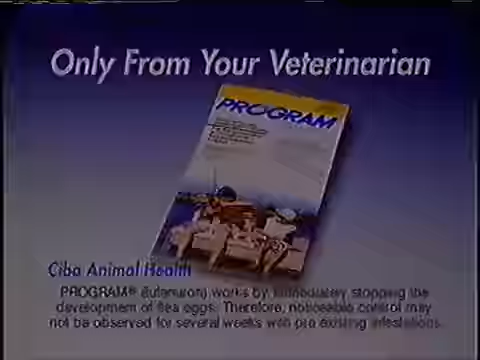 Only From Your Veterinarian
PROGRAM
Ciba Animal Health
PROGRAM® (lufenuron) works by immediately stopping the
development of flea eggs. Therefore, noticeable control may
not be observed for several weeks with pre-existing infestations.